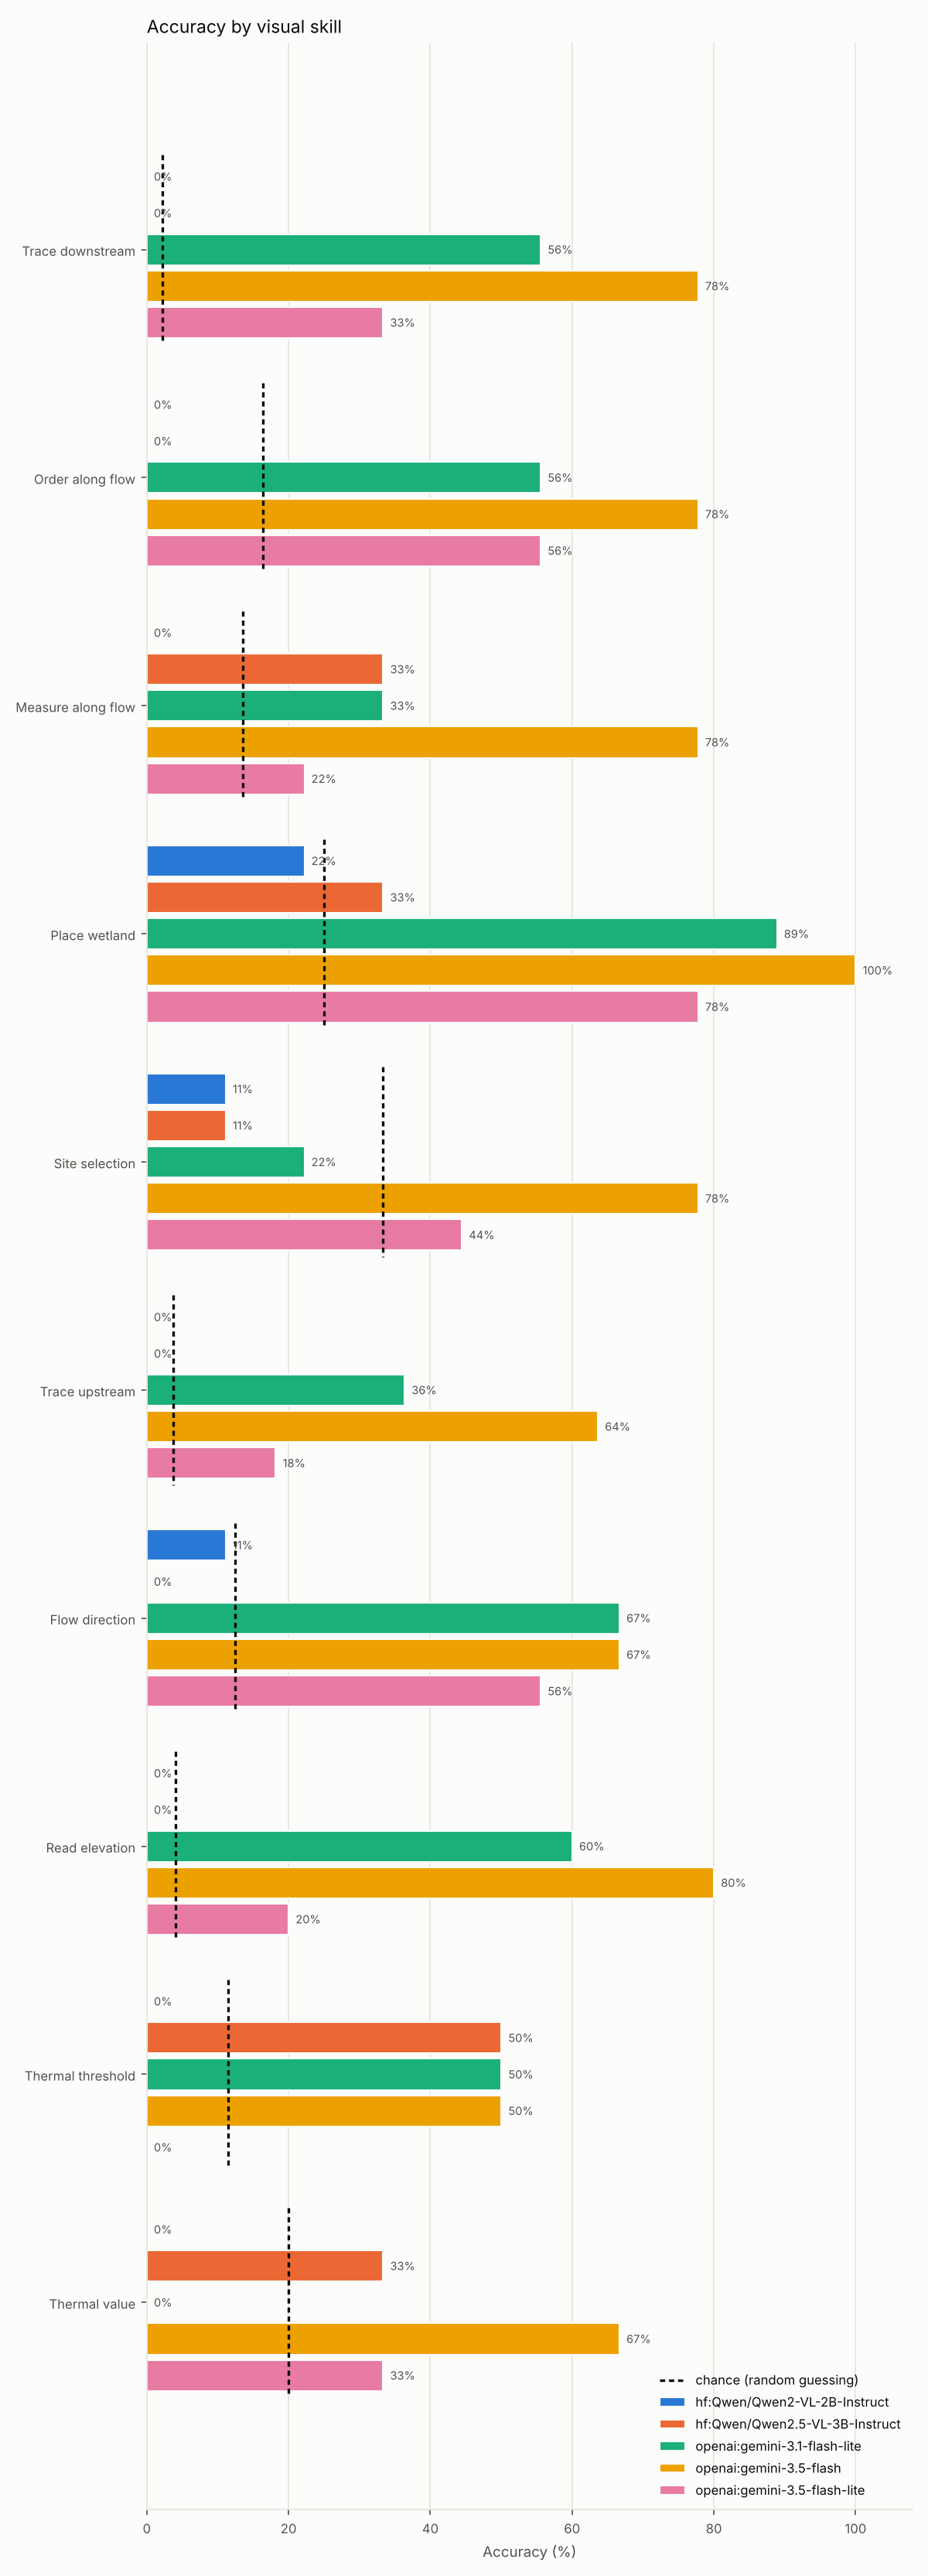 Accuracy by visual skill
0%
0%
Trace downstream
56%
78%
33%
0%
0%
Order along flow
56%
78%
56%
0%
33%
Measure along flow
33%
78%
22%
22%
33%
Place wetland
89%
100%
78%
11%
11%
Site selection
22%
78%
44%
0%
0%
Trace upstream
36%
64%
18%
11%
0%
Flow direction
67%
67%
56%
0%
0%
Read elevation
60%
80%
20%
0%
50%
Thermal threshold
50%
50%
0%
0%
33%
Thermal value
0%
67%
33%
chance (random guessing)
hf:Qwen/Qwen2-VL-2B-Instruct
hf:Qwen/Qwen2.5-VL-3B-Instruct
openai:gemini-3.1-flash-lite
openai:gemini-3.5-flash
openai:gemini-3.5-flash-lite
0 20 40 60 80 100
Accuracy (%)